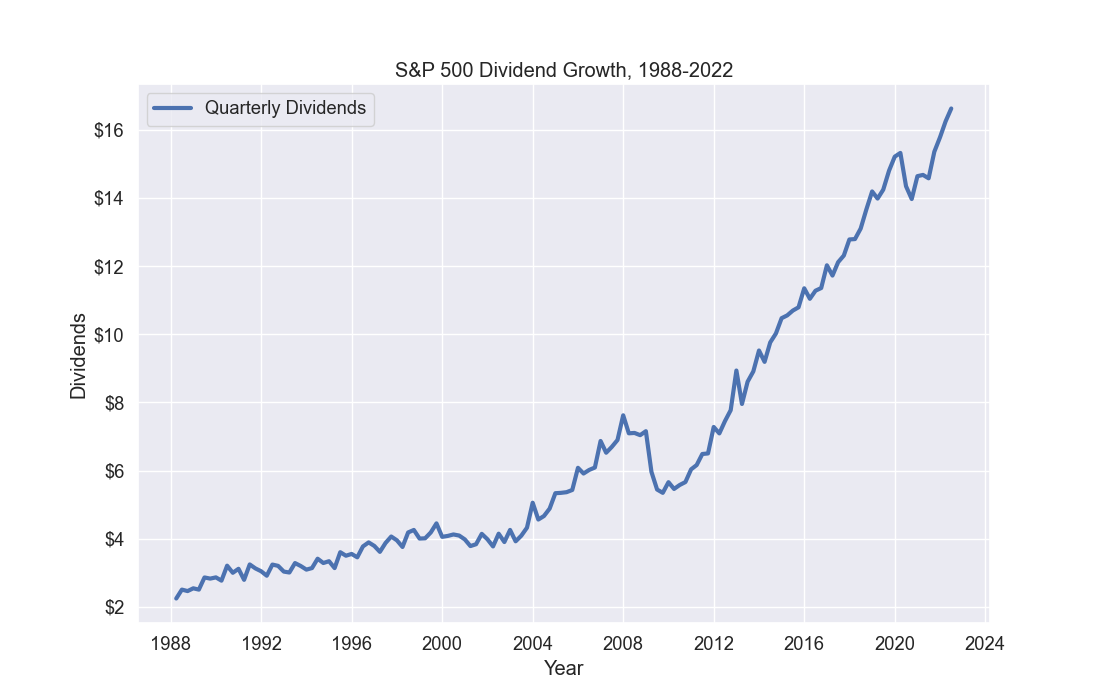 S&P 500 Dividend Growth, 1988-2022
Quarterly Dividends
$16
$14
$12
$10
$8
$6
$4
$2
Dividends
1988 1992 1996 2000 2004 2008 2012 2016 2020 2024
Year